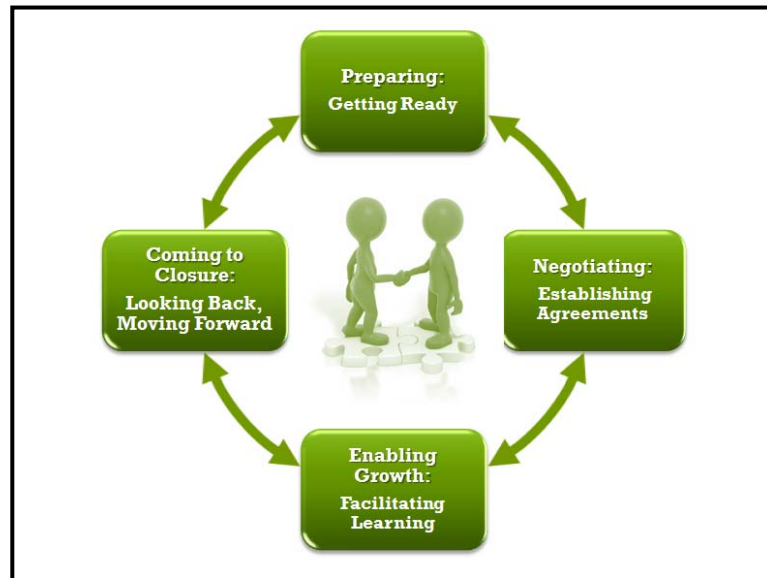 Preparing:
Getting Ready
Negotiating:
Establishing
Agreements
Enabling
Growth:
Facilitating
Learning
Coming to
Closure:
Looking Back,
Moving Forward